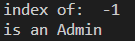 index of:  -1
is an Admin